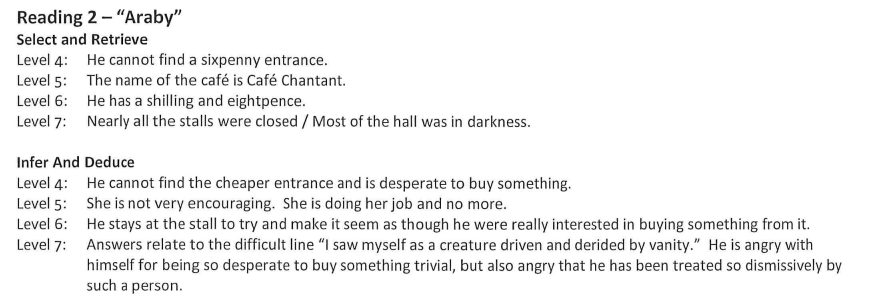 Reading 2 – “Araby”
Select and Retrieve
Level 4: He cannot find a sixpenny entrance.
Level 5: The name of the café is Café Chantant.
Level 6: He has a shilling and eightpence.
Level 7: Nearly all the stalls were closed / Most of the hall was in darkness.
Infer And Deduce
Level 4: He cannot find the cheaper entrance and is desperate to buy something.
Level 5: She is not very encouraging. She is doing her job and no more.
Level 6: He stays at the stall to try and make it seem as though he were really interested in buying something from it.
Level 7: Answers relate to the difficult line “I saw myself as a creature driven and derided by vanity.” He is angry with
himself for being so desperate to buy something trivial, but also angry that he has been treated so dismissively by
such a person.